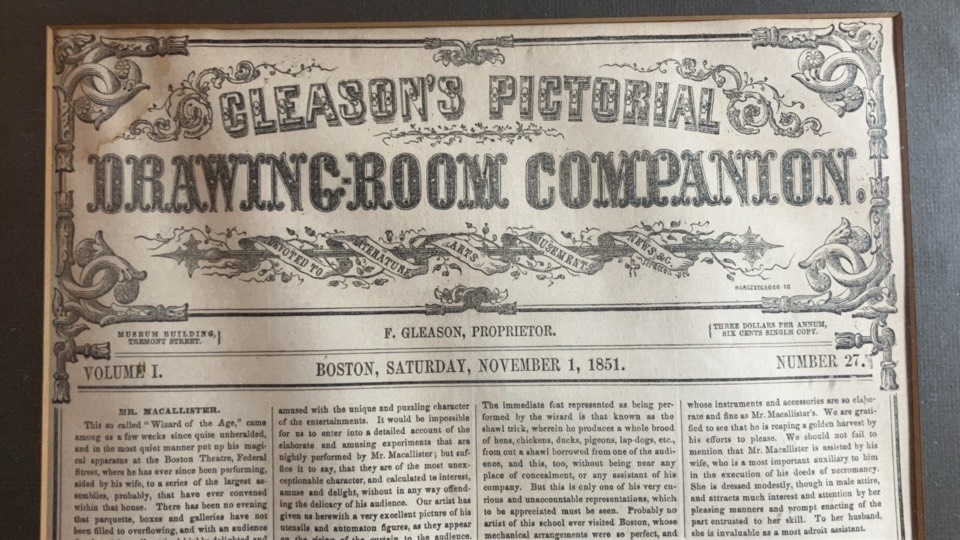 GLEASON'S PICTORIAL
DRAWING-ROOM COMPANION.
DEVOTED TO LITERATURE, ARTS, AMUSEMENT, NEWS, &C.
MUSEUM BUILDING,
TREMONT STREET.
F. GLEASON, PROPRIETOR.
THREE DOLLARS PER ANNUM,
SIX CENTS SINGLE COPY.
VOLUME I.
BOSTON, SATURDAY, NOVEMBER 1, 1851.
NUMBER 27.
MR. MACALLISTER.
This so called "Wizard of the Age," came
among us a few weeks since quite unheralded,
and in the most quiet manner put up his magi-
cal apparatus at the Boston Theatre, Federal
Street, where he has ever since been performing,
aided by his wife, to a series of the largest as-
semblies, probably, that have ever convened
within that house. There has been no evening
that parquette, boxes and galleries have not
been filled to overflowing, and with an audience
amused with the unique and puzzling character
of the entertainments. It would be impossible
for us to enter into a detailed account of the
elaborate and amusing experiments that are
nightly performed by Mr. Macallister; but suf-
fice it to say, that they are of the most unex-
ceptionable character, and calculated to interest,
amuse and delight, without in any way offend-
ing the delicacy of his audience. Our artist has
given us herewith a very excellent picture of his
utensils and automaton figures, as they appear
on the rising of the curtain to the audience.
The immediate feat represented as being per-
formed by the wizard is that known as the
shawl trick, wherein he produces a whole brood
of hens, chickens, ducks, pigeons, lap-dogs, etc.,
from out a shawl borrowed from one of the audi-
ence, and this, too, without being near any
place of concealment, or any assistant of his
company. But this is only one of his very cu-
rious and unaccountable representations, which
to be appreciated must be seen. Probably no
artist of this school ever visited Boston, whose
mechanical arrangements were so perfect, and
whose instruments and accessories are so elabo-
rate and fine as Mr. Macallister's. We are grati-
fied to see that he is reaping a golden harvest by
his efforts to please. We should not fail to
mention that Mr. Macallister is assisted by his
wife, who is a most important auxiliary to him
in the execution of his deeds of necromancy.
She is dressed modestly, though in male attire,
and attracts much interest and attention by her
pleasing manners and prompt enacting of the
part entrusted to her skill. To her husband,
she is invaluable as a most adroit assistant.